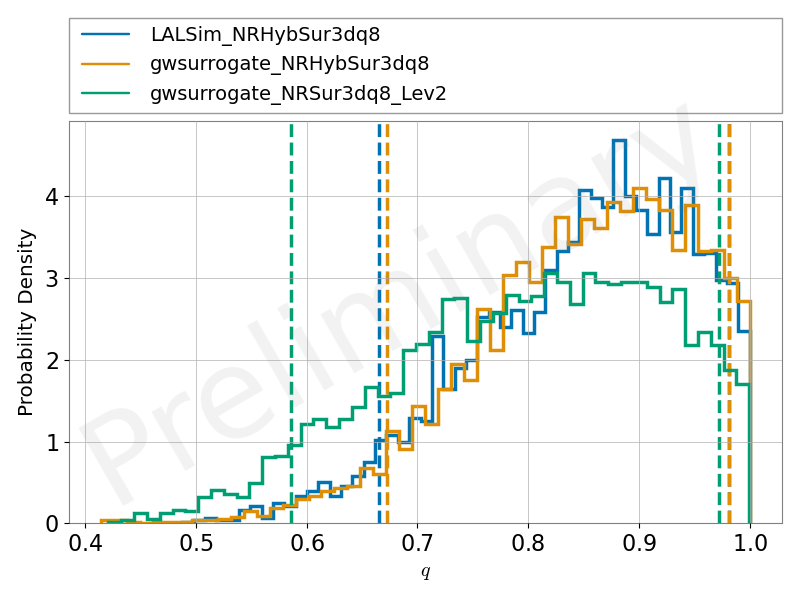 LALSim_NRHybSur3dq8
gwsurrogate_NRHybSur3dq8
gwsurrogate_NRSur3dq8_Lev2
Preliminary
Probability Density
4
3
2
1
0
0.4 0.5 0.6 0.7 0.8 0.9 1.0
q